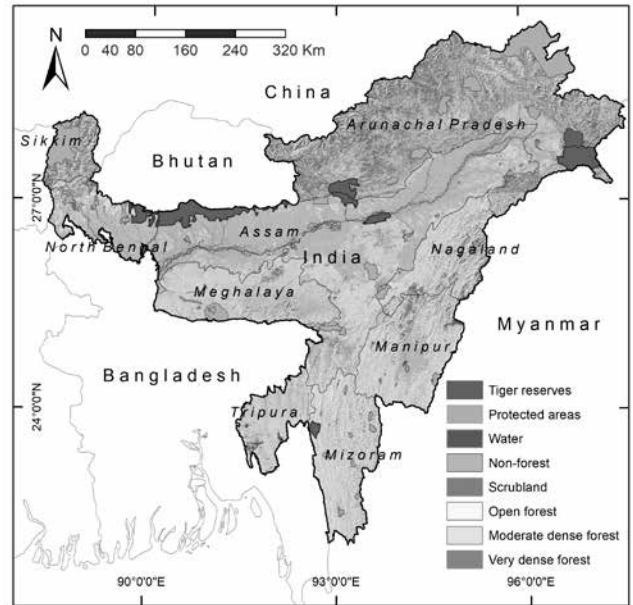 N
0 40 80 160 240 320 Km
China
Arunachal Pradesh
Sikkim
Bhutan
27°0'0"N
Assam
North Bengal
India
Nagaland
Meghalaya
Myanmar
Manipur
Bangladesh
Tripura
24°0'0"N
Mizoram
Tiger reserves
Protected areas
Water
Non-forest
Scrubland
Open forest
Moderate dense forest
Very dense forest
90°0'0"E
93°0'0"E
96°0'0"E